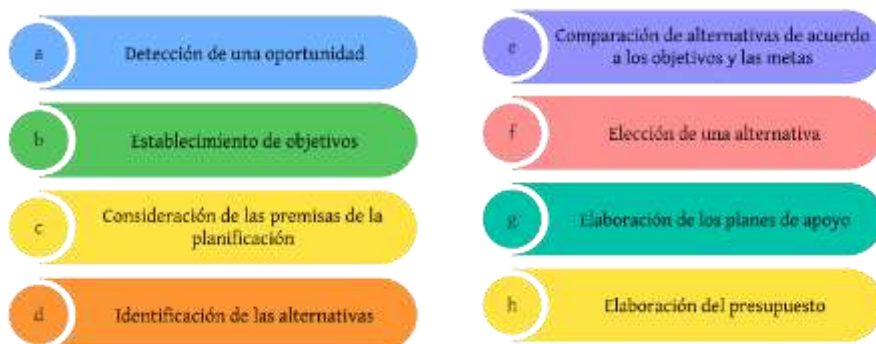 a
Detección de una oportunidad
b
Establecimiento de objetivos
c
Consideración de las premisas de la
planificación
d
Identificación de las alternativas
e
Comparación de alternativas de acuerdo
a los objetivos y las metas
f
Elección de una alternativa
g
Elaboración de los planes de apoyo
h
Elaboración del presupuesto